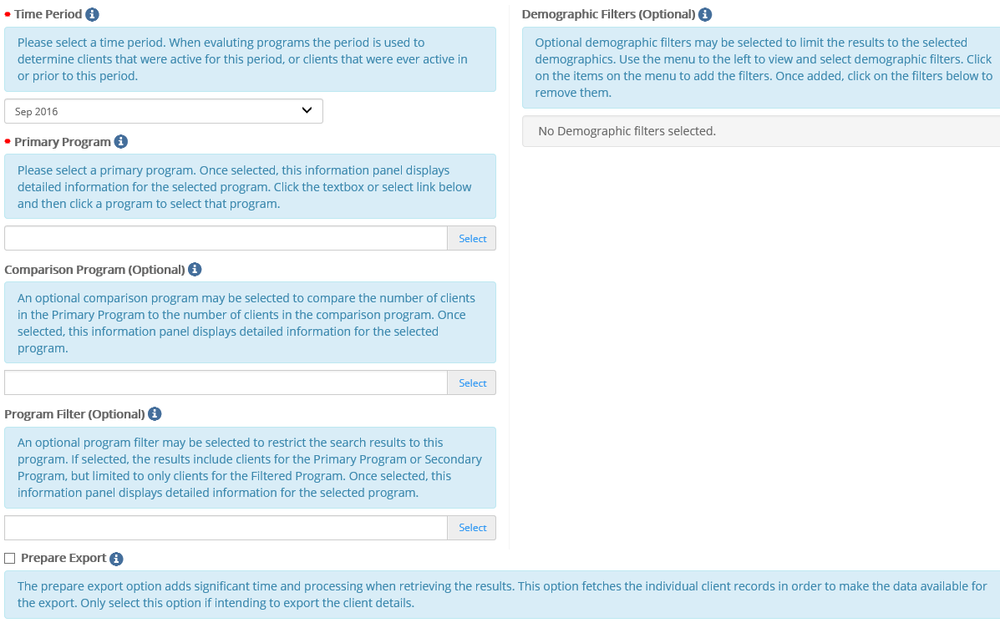 Time Period
Please select a time period. When evaluting programs the period is used to
determine clients that were active for this period, or clients that were ever active in
or prior to this period.
Sep 2016
Primary Program
Please select a primary program. Once selected, this information panel displays
detailed information for the selected program. Click the textbox or select link below
and then click a program to select that program.
Select
Comparison Program (Optional)
An optional comparison program may be selected to compare the number of clients
in the Primary Program to the number of clients in the comparison program. Once
selected, this information panel displays detailed information for the selected
program.
Select
Program Filter (Optional)
An optional program filter may be selected to restrict the search results to this
program. If selected, the results include clients for the Primary Program or Secondary
Program, but limited to only clients for the Filtered Program. Once selected, this
information panel displays detailed information for the selected program.
Select
Demographic Filters (Optional)
Optional demographic filters may be selected to limit the results to the selected
demographics. Use the menu to the left to view and select demographic filters. Click
on the items on the menu to add the filters. Once added, click on the filters below to
remove them.
No Demographic filters selected.
Prepare Export
The prepare export option adds significant time and processing when retrieving the results. This option fetches the individual client records in order to make the data available for
the export. Only select this option if intending to export the client details.